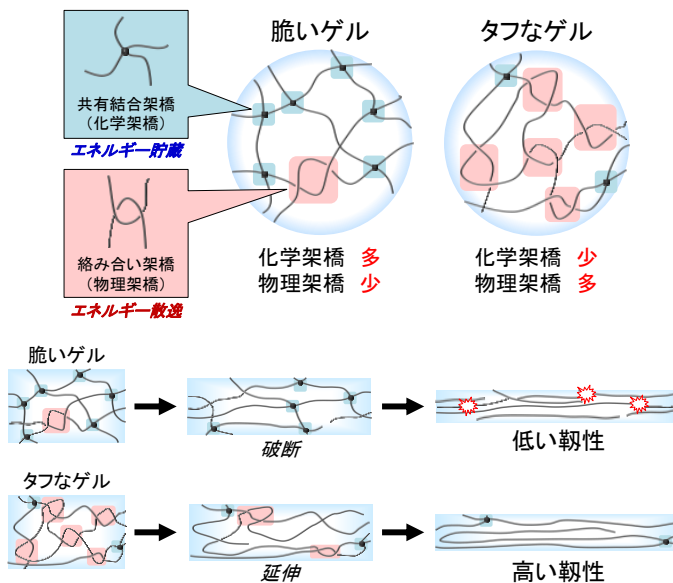 脆いゲル
タフなゲル
共有結合架橋
（化学架橋）
エネルギー貯蔵
絡み合い架橋
（物理架橋）
エネルギー散逸
化学架橋 多
物理架橋 少
化学架橋 少
物理架橋 多
脆いゲル
破断
低い靱性
タフなゲル
延伸
高い靱性